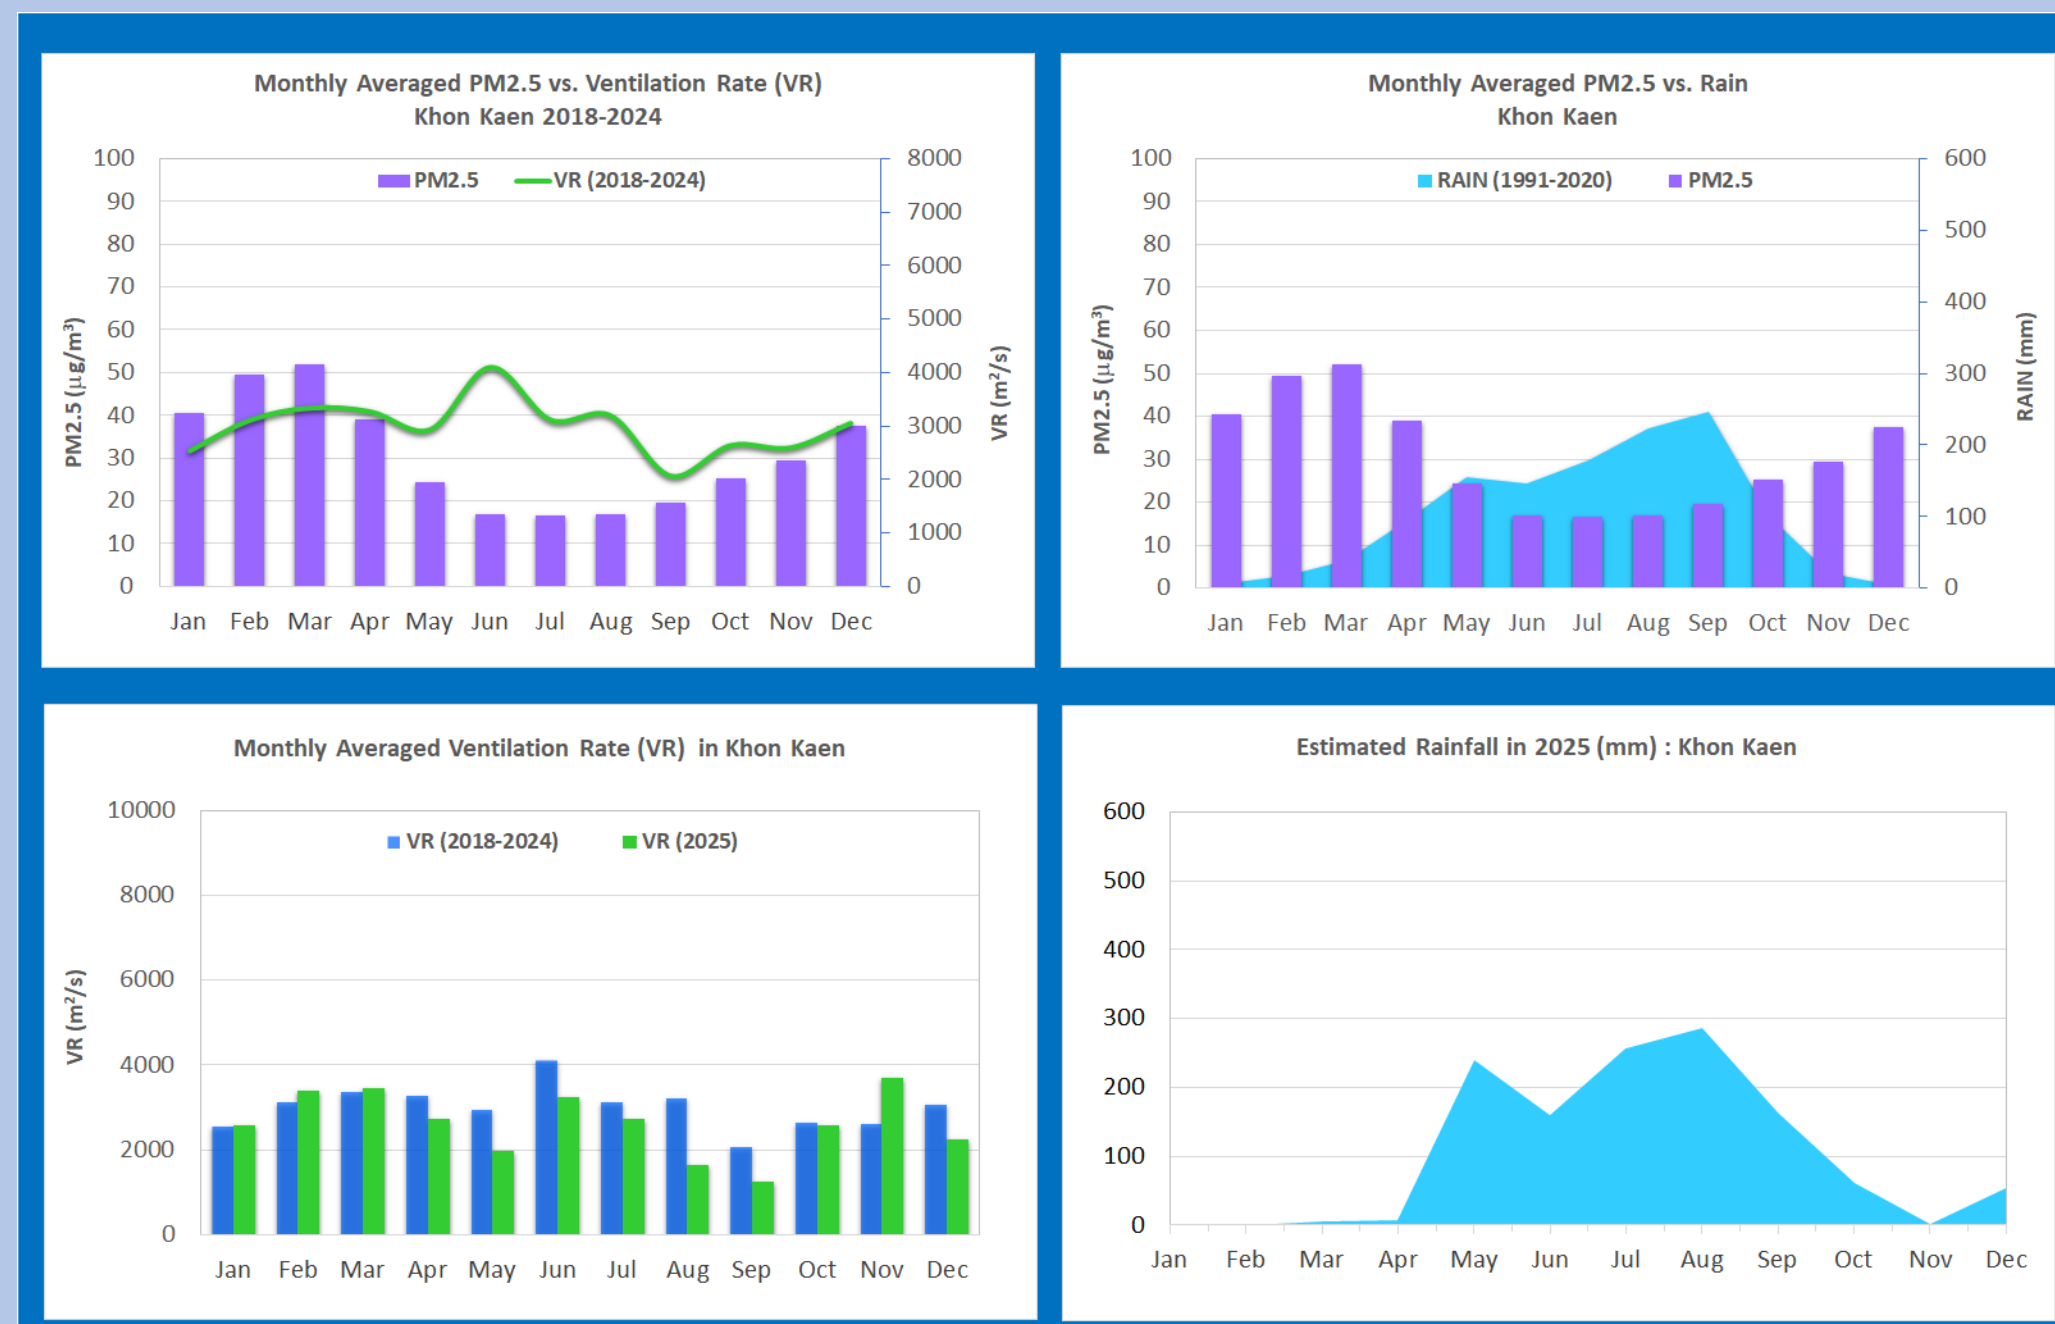 Monthly Averaged PM2.5 vs. Ventilation Rate (VR)
Khon Kaen 2018-2024
PM2.5 VR (2018-2024)
100
90
80
70
60
50
40
30
20
10
0
PM2.5 (µg/m³)
8000
7000
6000
5000
4000
3000
2000
1000
0
VR (m²/s)
Jan Feb Mar Apr May Jun Jul Aug Sep Oct Nov Dec
Monthly Averaged PM2.5 vs. Rain
Khon Kaen
RAIN (1991-2020) PM2.5
100
90
80
70
60
50
40
30
20
10
0
PM2.5 (µg/m³)
600
500
400
300
200
100
0
RAIN (mm)
Jan Feb Mar Apr May Jun Jul Aug Sep Oct Nov Dec
Monthly Averaged Ventilation Rate (VR) in Khon Kaen
VR (2018-2024) VR (2025)
10000
8000
6000
4000
2000
0
VR (m²/s)
Jan Feb Mar Apr May Jun Jul Aug Sep Oct Nov Dec
Estimated Rainfall in 2025 (mm) : Khon Kaen
600
500
400
300
200
100
0
Jan Feb Mar Apr May Jun Jul Aug Sep Oct Nov Dec